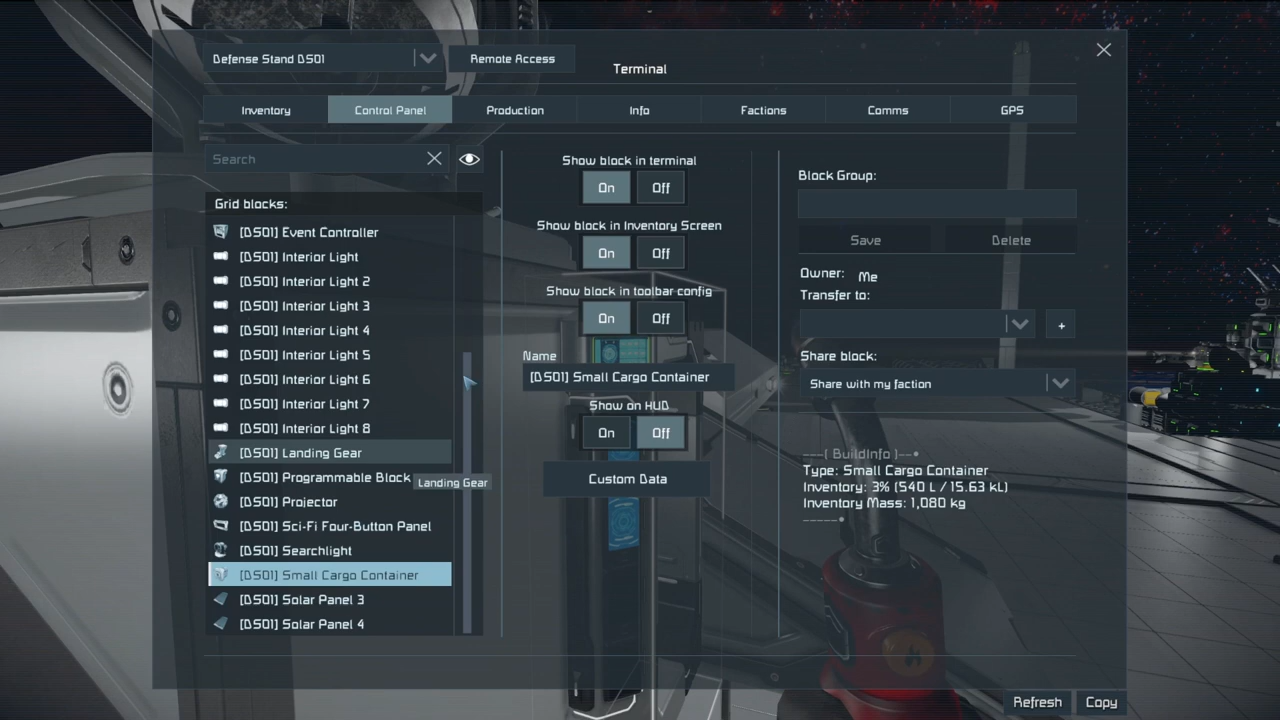 Defense Stand DS01
Remote Access
Terminal
Inventory
Control Panel
Production
Info
Factions
Comms
GPS
Search
Grid blocks:
[DS01] Event Controller
[DS01] Interior Light
[DS01] Interior Light 2
[DS01] Interior Light 3
[DS01] Interior Light 4
[DS01] Interior Light 5
[DS01] Interior Light 6
[DS01] Interior Light 7
[DS01] Interior Light 8
[DS01] Landing Gear
[DS01] Programmable Block
Landing Gear
[DS01] Projector
[DS01] Sci-Fi Four-Button Panel
[DS01] Searchlight
[DS01] Small Cargo Container
[DS01] Solar Panel 3
[DS01] Solar Panel 4
Show block in terminal
On Off
Show block in Inventory Screen
On Off
Show block in toolbar config
On Off
Name
[DS01] Small Cargo Container
Show on HUD
On Off
Custom Data
Block Group:
Save
Delete
Owner: Me
Transfer to:
+
Share block:
Share with my faction
---{ BuildInfo }--•
Type: Small Cargo Container
Inventory: 3% (540 L / 15.63 kL)
Inventory Mass: 1,080 kg
-----•
Refresh
Copy